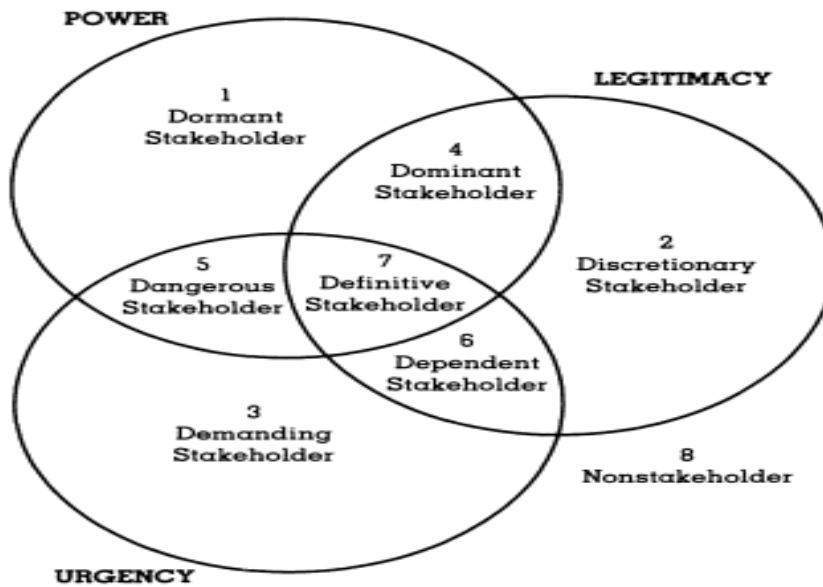 POWER
LEGITIMACY
1
Dormant
Stakeholder
4
Dominant
Stakeholder
2
Discretionary
Stakeholder
5
Dangerous
Stakeholder
7
Definitive
Stakeholder
6
Dependent
Stakeholder
3
Demanding
Stakeholder
8
Nonstakeholder
URGENCY